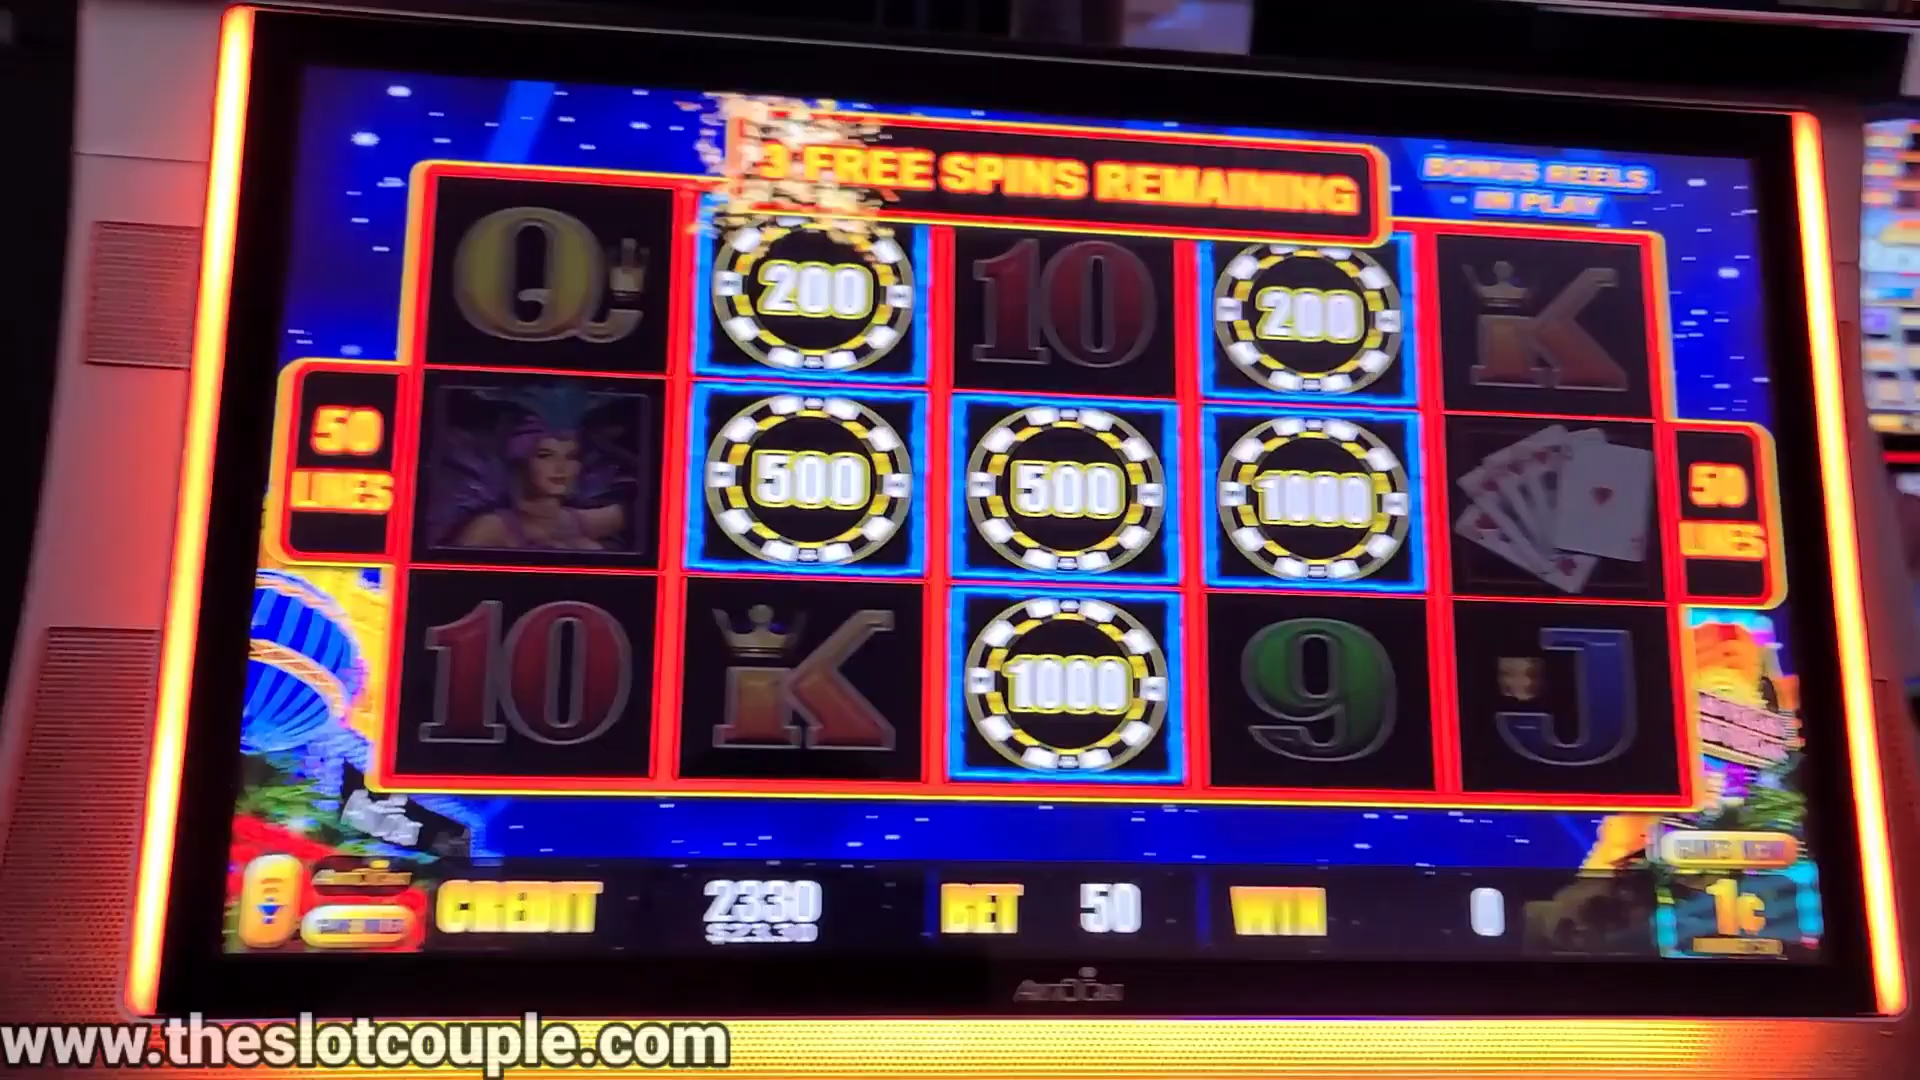 3 FREE SPINS REMAINING
BONUS REELS
IN PLAY
Q 200 10 200 K
50
LINES
500 500 1000
50
LINES
10 K 1000 9 J
CREDIT 2330 BET 50 WIN 0
$23.30
1¢
www.theslotcouple.com